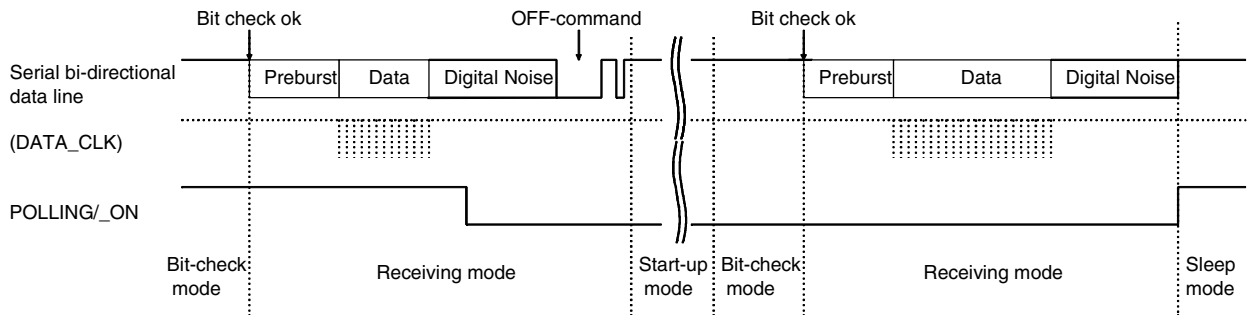 Bit check ok
OFF-command
Bit check ok
Serial bi-directional
data line
Preburst
Data
Digital Noise
Preburst
Data
Digital Noise
(DATA_CLK)
POLLING/_ON
Bit-check
mode
Receiving mode
Start-up
mode
Bit-check
mode
Receiving mode
Sleep
mode